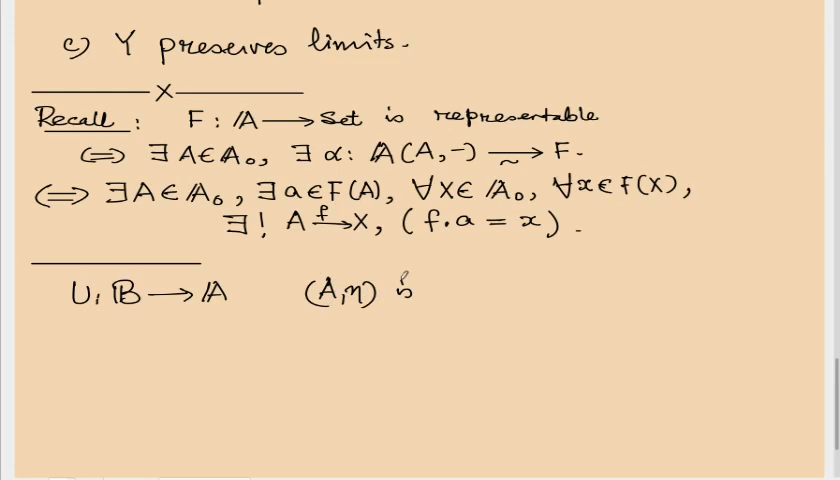 c) Y preserves limits.
X
Recall : F : 𝔸 ⟶ Set is representable
⟺ ∃ A ∈ 𝔸₀, ∃ α : 𝔸(A, −) ⥲ F.
⟺ ∃ A ∈ 𝔸₀, ∃ a ∈ F(A), ∀ X ∈ 𝔸₀, ∀ x ∈ F(X),
∃! A –f→ X, (f · a = x).
U : 𝔹 ⟶ 𝔸 (A, η) is